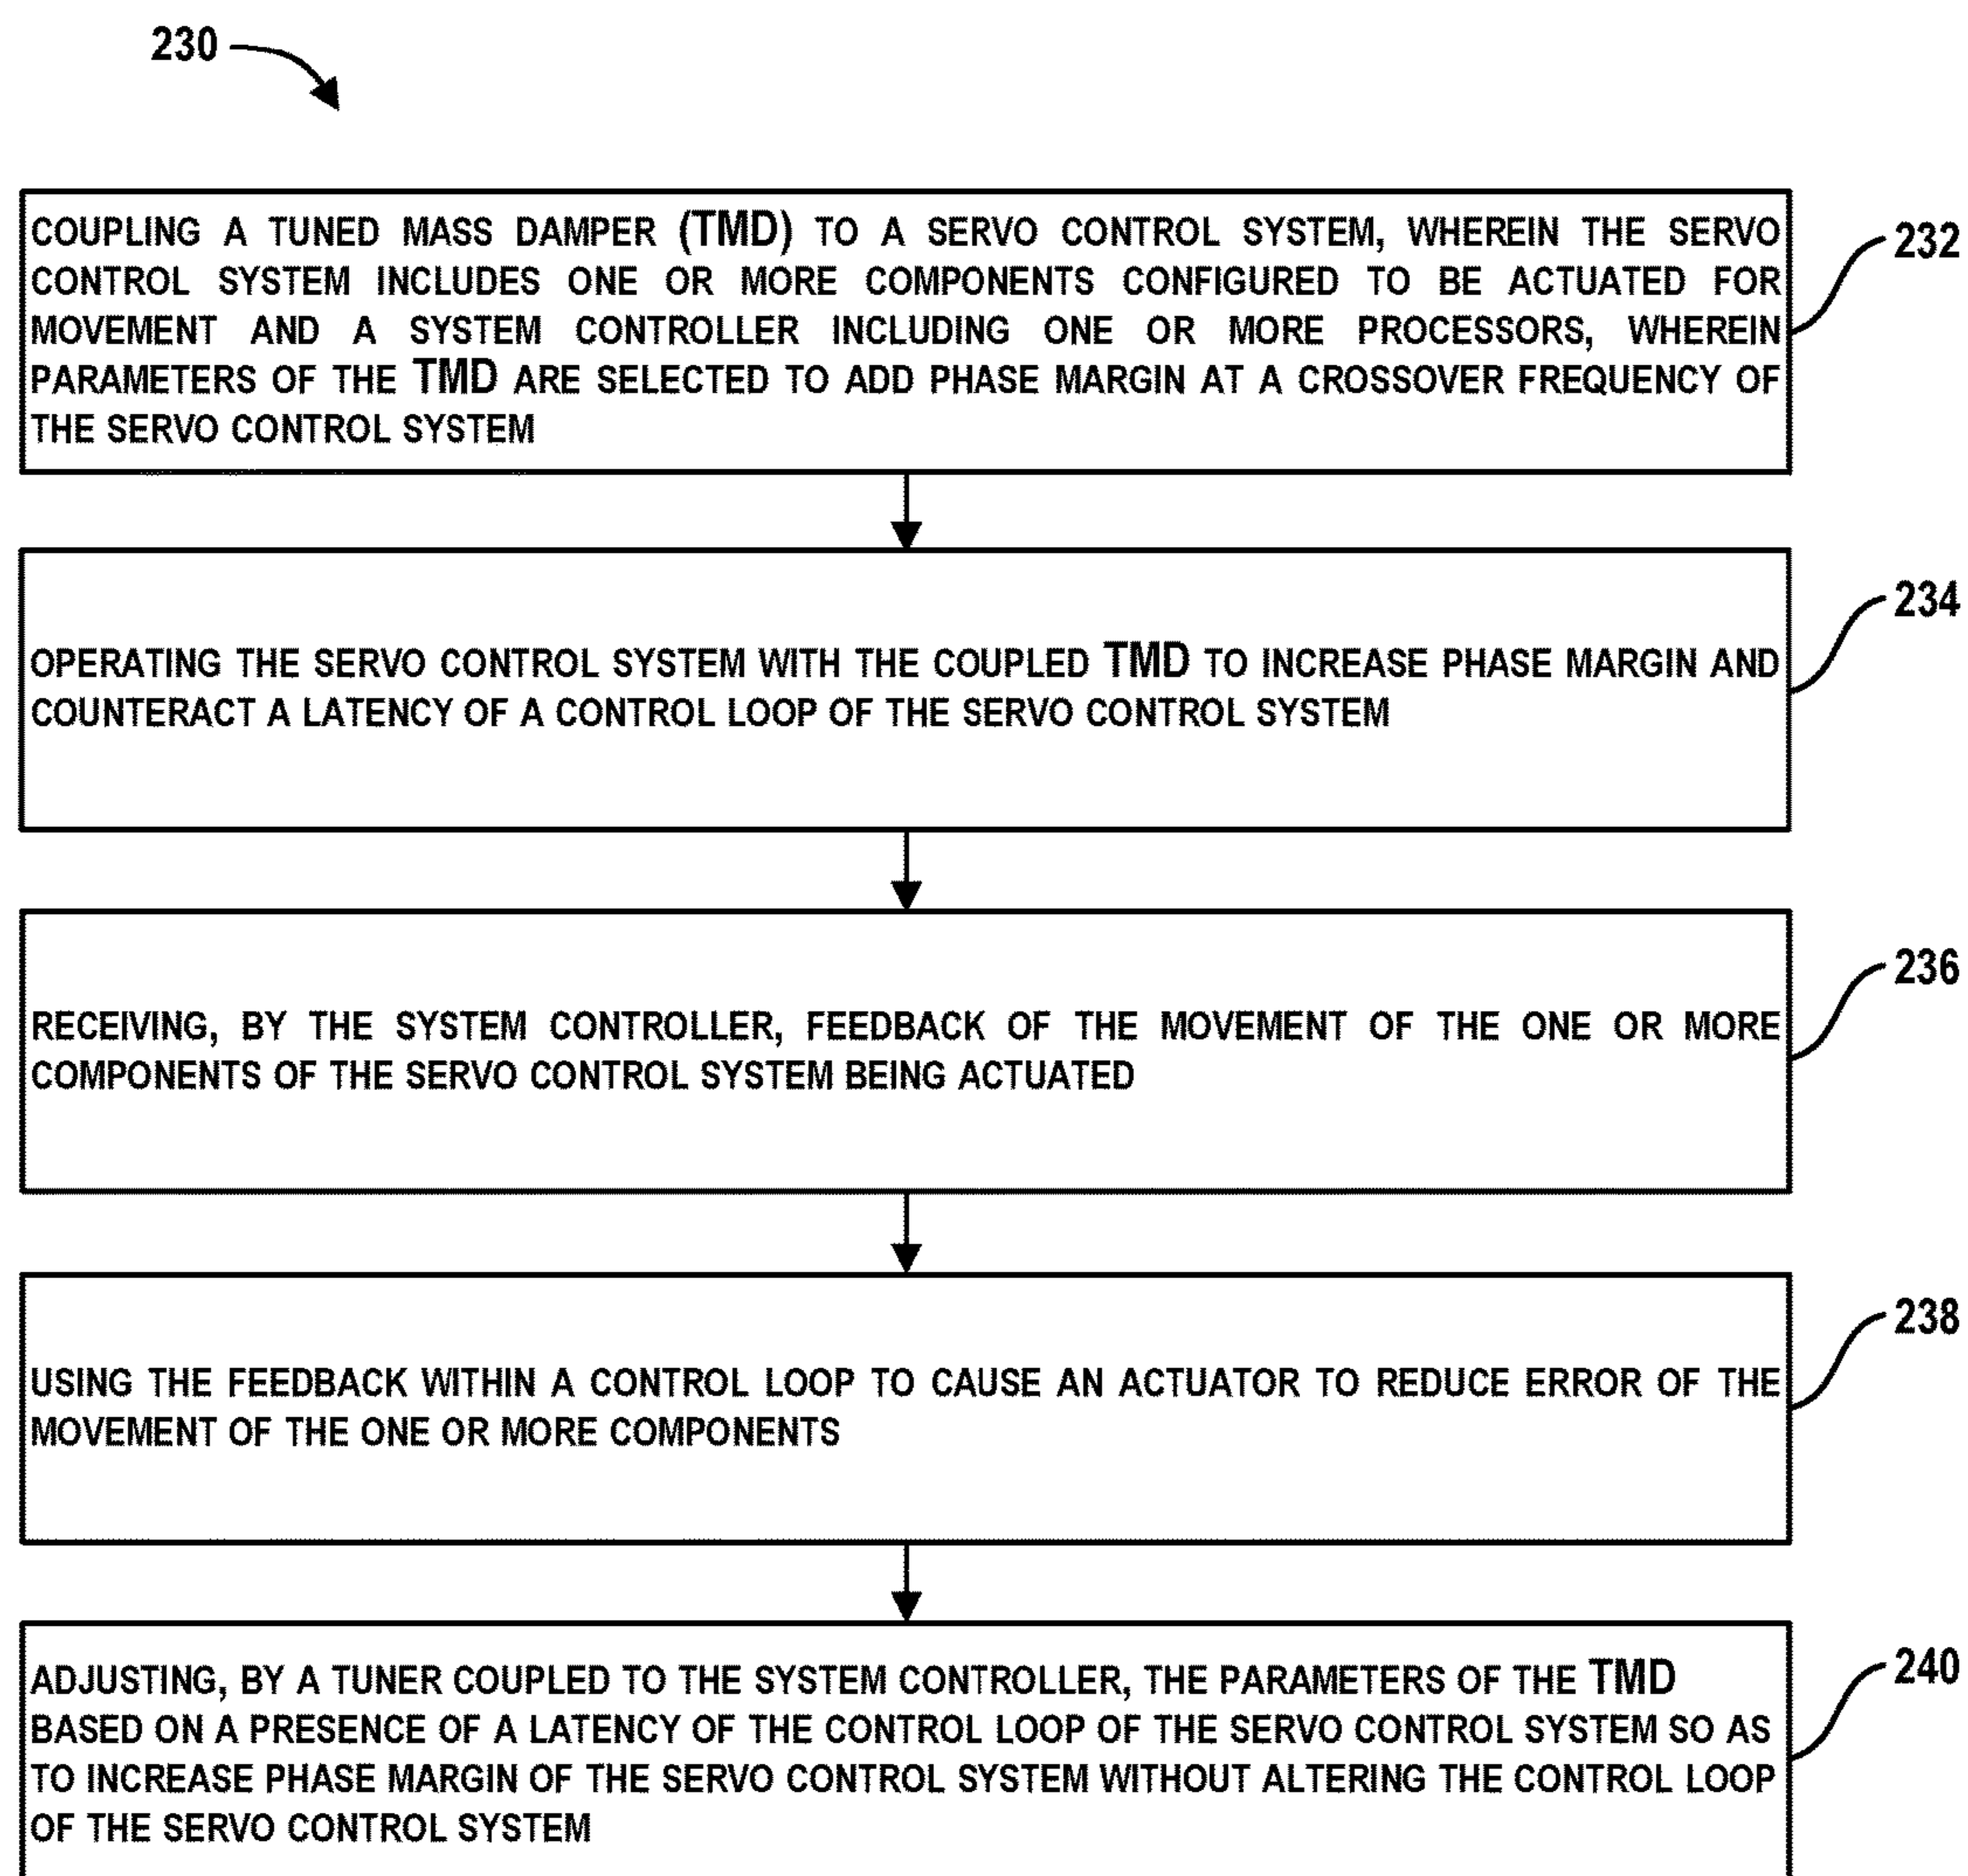 230
COUPLING A TUNED MASS DAMPER (TMD) TO A SERVO CONTROL SYSTEM, WHEREIN THE SERVO
CONTROL SYSTEM INCLUDES ONE OR MORE COMPONENTS CONFIGURED TO BE ACTUATED FOR
MOVEMENT AND A SYSTEM CONTROLLER INCLUDING ONE OR MORE PROCESSORS, WHEREIN
PARAMETERS OF THE TMD ARE SELECTED TO ADD PHASE MARGIN AT A CROSSOVER FREQUENCY OF
THE SERVO CONTROL SYSTEM
232
OPERATING THE SERVO CONTROL SYSTEM WITH THE COUPLED TMD TO INCREASE PHASE MARGIN AND
COUNTERACT A LATENCY OF A CONTROL LOOP OF THE SERVO CONTROL SYSTEM
234
RECEIVING, BY THE SYSTEM CONTROLLER, FEEDBACK OF THE MOVEMENT OF THE ONE OR MORE
COMPONENTS OF THE SERVO CONTROL SYSTEM BEING ACTUATED
236
USING THE FEEDBACK WITHIN A CONTROL LOOP TO CAUSE AN ACTUATOR TO REDUCE ERROR OF THE
MOVEMENT OF THE ONE OR MORE COMPONENTS
238
ADJUSTING, BY A TUNER COUPLED TO THE SYSTEM CONTROLLER, THE PARAMETERS OF THE TMD
BASED ON A PRESENCE OF A LATENCY OF THE CONTROL LOOP OF THE SERVO CONTROL SYSTEM SO AS
TO INCREASE PHASE MARGIN OF THE SERVO CONTROL SYSTEM WITHOUT ALTERING THE CONTROL LOOP
OF THE SERVO CONTROL SYSTEM
240